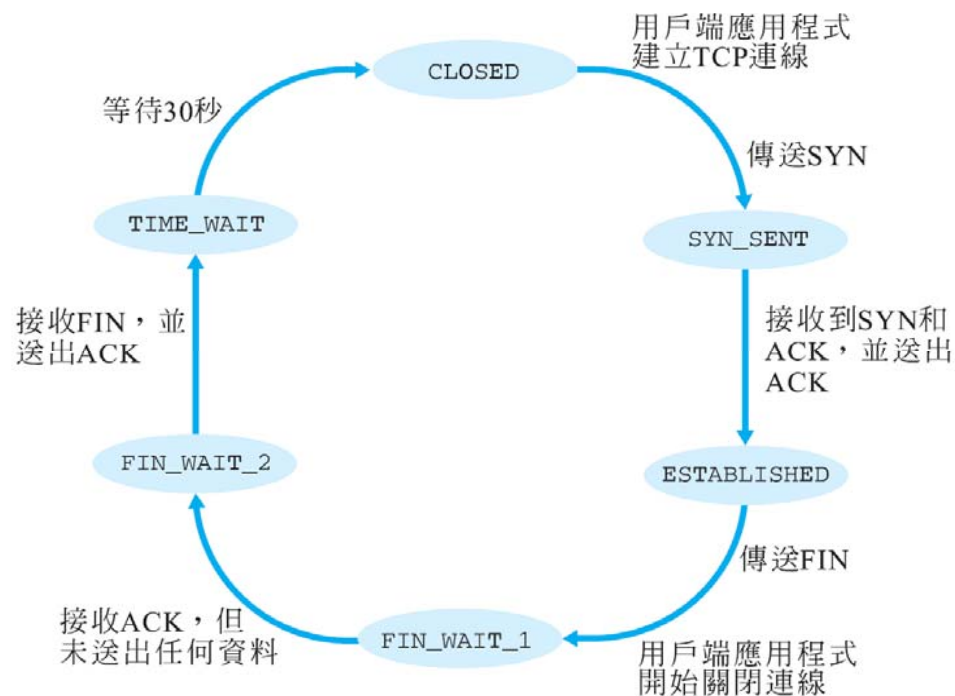 CLOSED
用戶端應用程式
建立TCP連線
傳送SYN
SYN_SENT
接收到SYN和
ACK,並送出
ACK
ESTABLISHED
傳送FIN
用戶端應用程式
開始關閉連線
FIN_WAIT_1
接收ACK,但
未送出任何資料
FIN_WAIT_2
接收FIN,並
送出ACK
TIME_WAIT
等待30秒